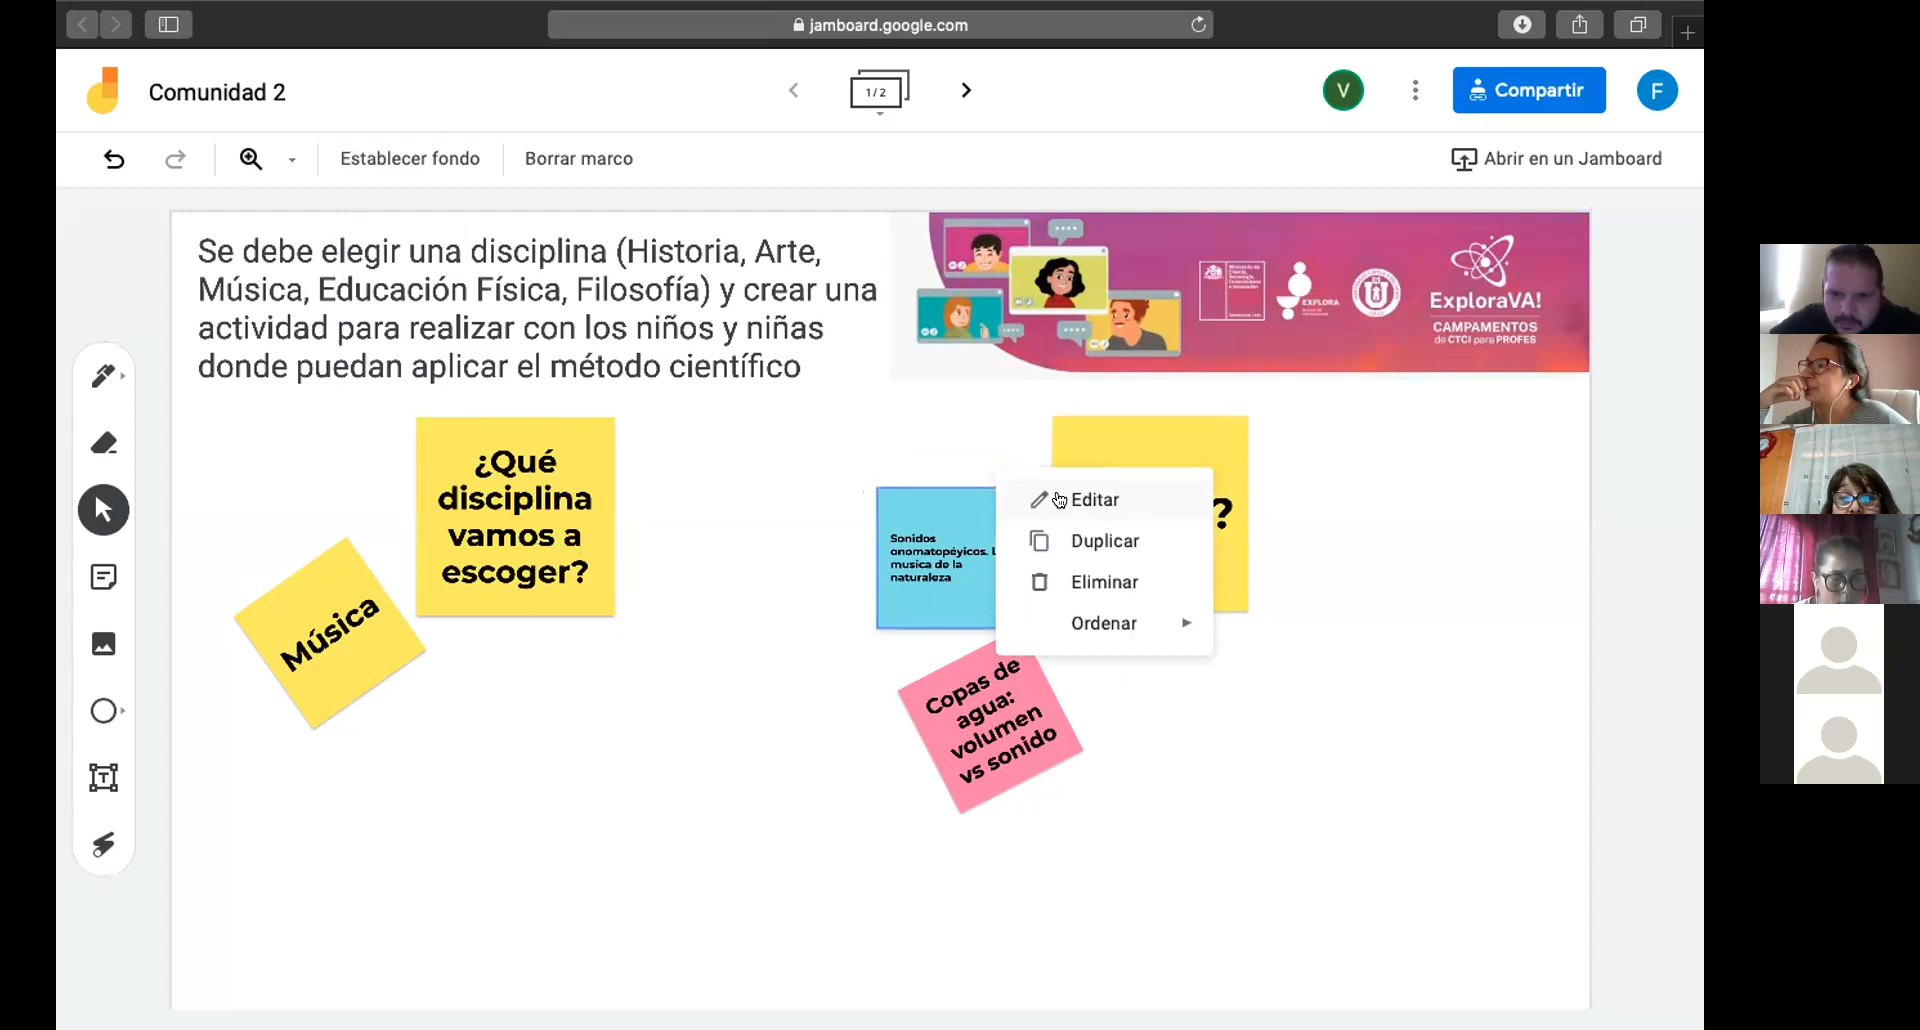 jamboard.google.com
Comunidad 2
1/2
V
Compartir
F
Establecer fondo
Borrar marco
Abrir en un Jamboard
Se debe elegir una disciplina (Historia, Arte,
Música, Educación Física, Filosofía) y crear una
actividad para realizar con los niños y niñas
donde puedan aplicar el método científico
EXPLORA
ExploraVA!
CAMPAMENTOS
de CTCI para PROFES
¿Qué
disciplina
vamos a
escoger?
Música
Sonidos
onomatopéyicos. L
musica de la
naturaleza
?
Editar
Duplicar
Eliminar
Ordenar
Copas de
agua:
volumen
vs sonido